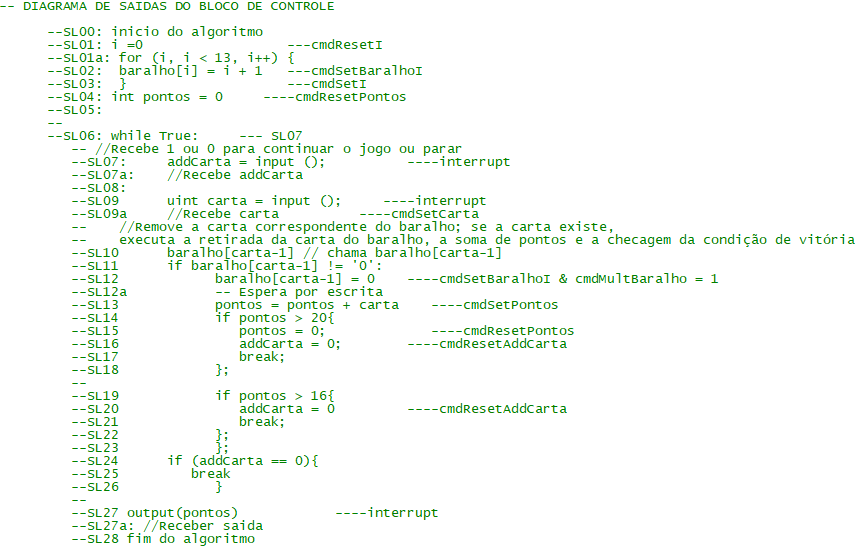 -- DIAGRAMA DE SAIDAS DO BLOCO DE CONTROLE
--SL00: inicio do algoritmo
--SL01: i =0 ---cmdResetI
--SL01a: for (i, i < 13, i++) {
--SL02: baralho[i] = i + 1 ---cmdSetBaralhoI
--SL03: } ---cmdSetI
--SL04: int pontos = 0 ----cmdResetPontos
--SL05:
--
--SL06: while True: --- SL07
-- //Recebe 1 ou 0 para continuar o jogo ou parar
--SL07: addCarta = input (); ----interrupt
--SL07a: //Recebe addCarta
--SL08:
--SL09 uint carta = input (); ----interrupt
--SL09a //Recebe carta ----cmdSetCarta
-- //Remove a carta correspondente do baralho; se a carta existe,
-- executa a retirada da carta do baralho, a soma de pontos e a checagem da condição de vitória
--SL10 baralho[carta-1] // chama baralho[carta-1]
--SL11 if baralho[carta-1] != '0':
--SL12 baralho[carta-1] = 0 ----cmdSetBaralhoI & cmdMultBaralho = 1
--SL12a -- Espera por escrita
--SL13 pontos = pontos + carta ----cmdSetPontos
--SL14 if pontos > 20{
--SL15 pontos = 0; ----cmdResetPontos
--SL16 addCarta = 0; ----cmdResetAddCarta
--SL17 break;
--SL18 };
--
--SL19 if pontos > 16{
--SL20 addCarta = 0 ----cmdResetAddCarta
--SL21 break;
--SL22 };
--SL23 };
--SL24 if (addCarta == 0){
--SL25 break
--SL26 }
--
--SL27 output(pontos) ----interrupt
--SL27a: //Receber saida
--SL28 fim do algoritmo